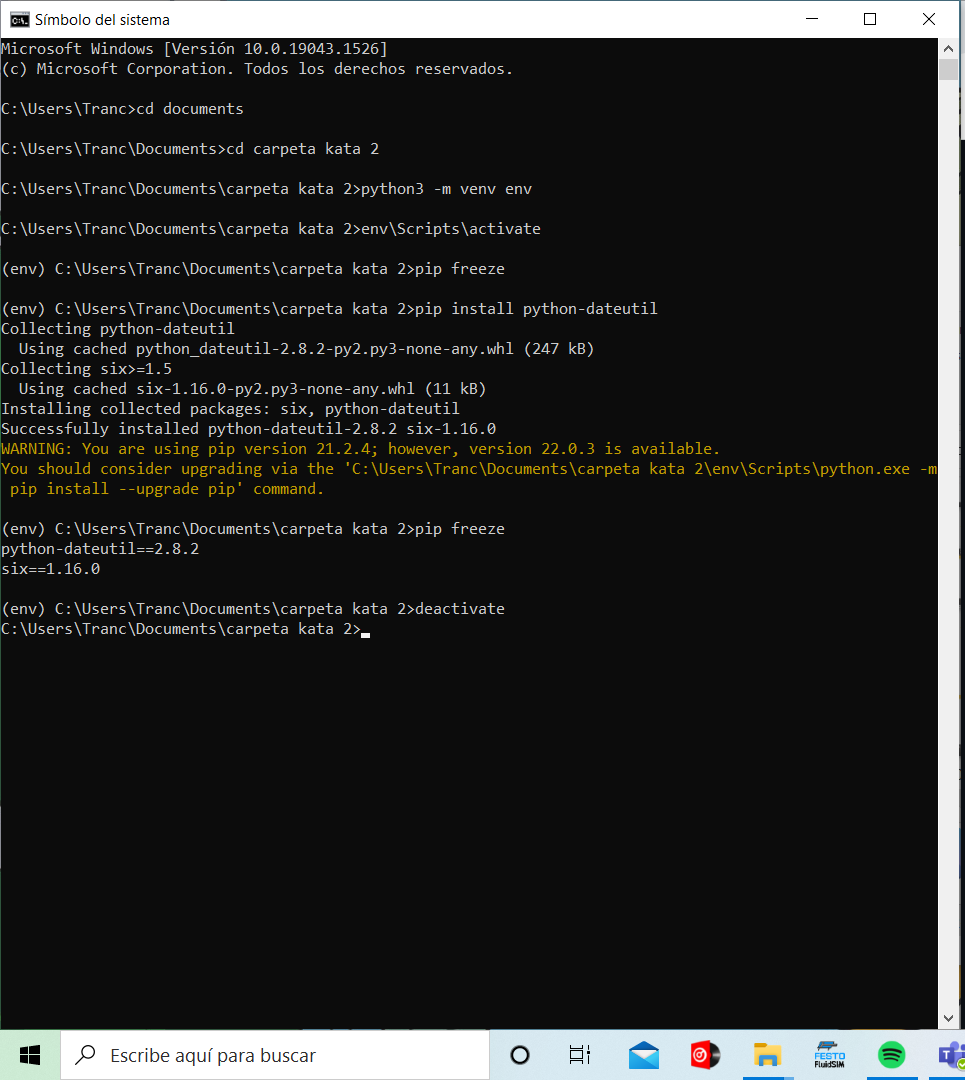 Símbolo del sistema
Microsoft Windows [Versión 10.0.19043.1526]
(c) Microsoft Corporation. Todos los derechos reservados.
C:\Users\Tranc>cd documents
C:\Users\Tranc\Documents>cd carpeta kata 2
C:\Users\Tranc\Documents\carpeta kata 2>python3 -m venv env
C:\Users\Tranc\Documents\carpeta kata 2>env\Scripts\activate
(env) C:\Users\Tranc\Documents\carpeta kata 2>pip freeze
(env) C:\Users\Tranc\Documents\carpeta kata 2>pip install python-dateutil
Collecting python-dateutil
  Using cached python_dateutil-2.8.2-py2.py3-none-any.whl (247 kB)
Collecting six>=1.5
  Using cached six-1.16.0-py2.py3-none-any.whl (11 kB)
Installing collected packages: six, python-dateutil
Successfully installed python-dateutil-2.8.2 six-1.16.0
WARNING: You are using pip version 21.2.4; however, version 22.0.3 is available.
You should consider upgrading via the 'C:\Users\Tranc\Documents\carpeta kata 2\env\Scripts\python.exe -m
 pip install --upgrade pip' command.
(env) C:\Users\Tranc\Documents\carpeta kata 2>pip freeze
python-dateutil==2.8.2
six==1.16.0
(env) C:\Users\Tranc\Documents\carpeta kata 2>deactivate
C:\Users\Tranc\Documents\carpeta kata 2>
Escribe aquí para buscar
FESTO
FluidSIM